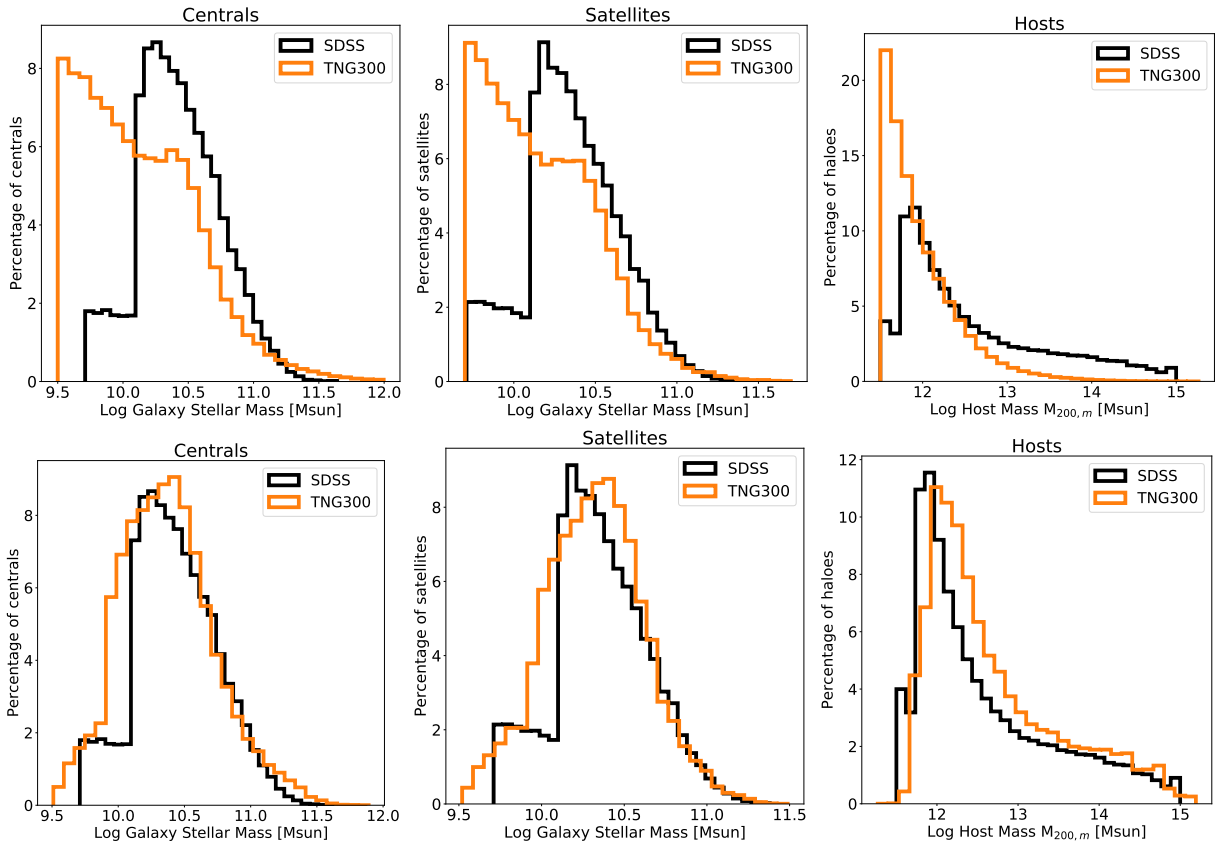 Centrals
SDSS
TNG300
Percentage of centrals
8
6
4
2
0
9.5 10.0 10.5 11.0 11.5 12.0
Log Galaxy Stellar Mass [Msun]
Satellites
SDSS
TNG300
Percentage of satellites
8
6
4
2
0
10.0 10.5 11.0 11.5
Log Galaxy Stellar Mass [Msun]
Hosts
SDSS
TNG300
Percentage of haloes
20
15
10
5
0
12 13 14 15
Log Host Mass M200, m [Msun]
Centrals
SDSS
TNG300
Percentage of centrals
8
6
4
2
0
9.5 10.0 10.5 11.0 11.5 12.0
Log Galaxy Stellar Mass [Msun]
Satellites
SDSS
TNG300
Percentage of satellites
8
6
4
2
0
9.5 10.0 10.5 11.0 11.5
Log Galaxy Stellar Mass [Msun]
Hosts
SDSS
TNG300
Percentage of haloes
12
10
8
6
4
2
0
12 13 14 15
Log Host Mass M200, m [Msun]